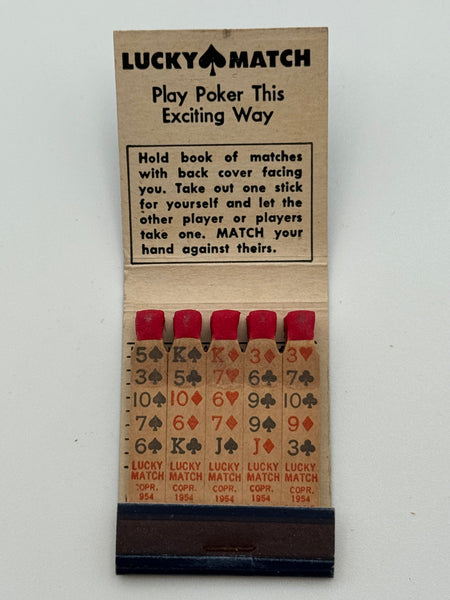 LUCKY♠MATCH
Play Poker This
Exciting Way
Hold book of matches
with back cover facing
you. Take out one stick
for yourself and let the
other player or players
take one. MATCH your
hand against theirs.
5♠ K♠ K♦ 3♦ 3♥
3♠ 5♣ 7♥ 6♣ 7♣
10♠ 10♦ 6♥ 9♣ 10♣
7♠ 6♦ 7♦ 9♠ 9♦
6♠ K♣ J♠ J♦ 3♣
LUCKY LUCKY LUCKY LUCKY LUCKY
MATCH MATCH MATCH MATCH MATCH
COPR. COPR. COPR. COPR. COPR.
1954 1954 1954 1954 1954